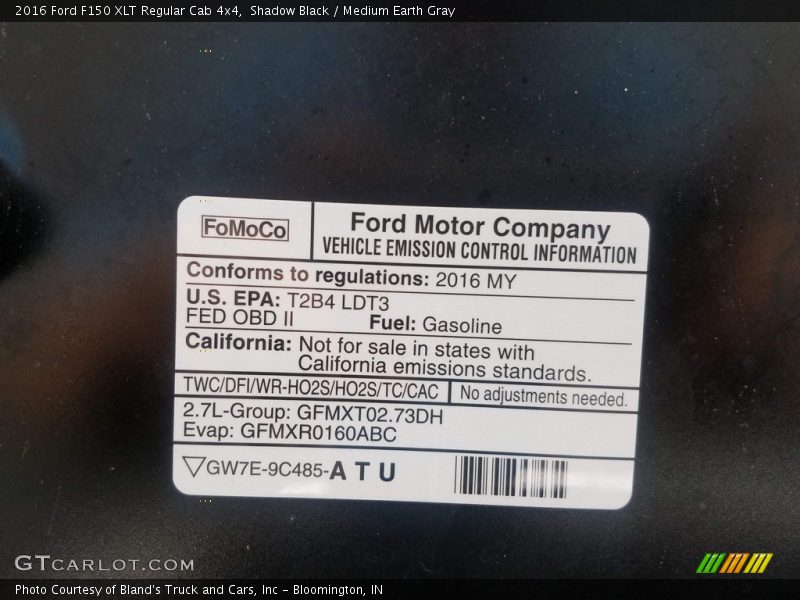 2016 Ford F150 XLT Regular Cab 4x4,  Shadow Black / Medium Earth Gray
FoMoCo
Ford Motor Company
VEHICLE EMISSION CONTROL INFORMATION
Conforms to regulations: 2016 MY
U.S. EPA: T2B4 LDT3
FED OBD II Fuel: Gasoline
California: Not for sale in states with
California emissions standards.
TWC/DFI/WR-HO2S/HO2S/TC/CAC No adjustments needed.
2.7L-Group: GFMXT02.73DH
Evap: GFMXR0160ABC
GW7E-9C485-A T U
GTCARLOT.COM
Photo Courtesy of Bland's Truck and Cars, Inc - Bloomington, IN